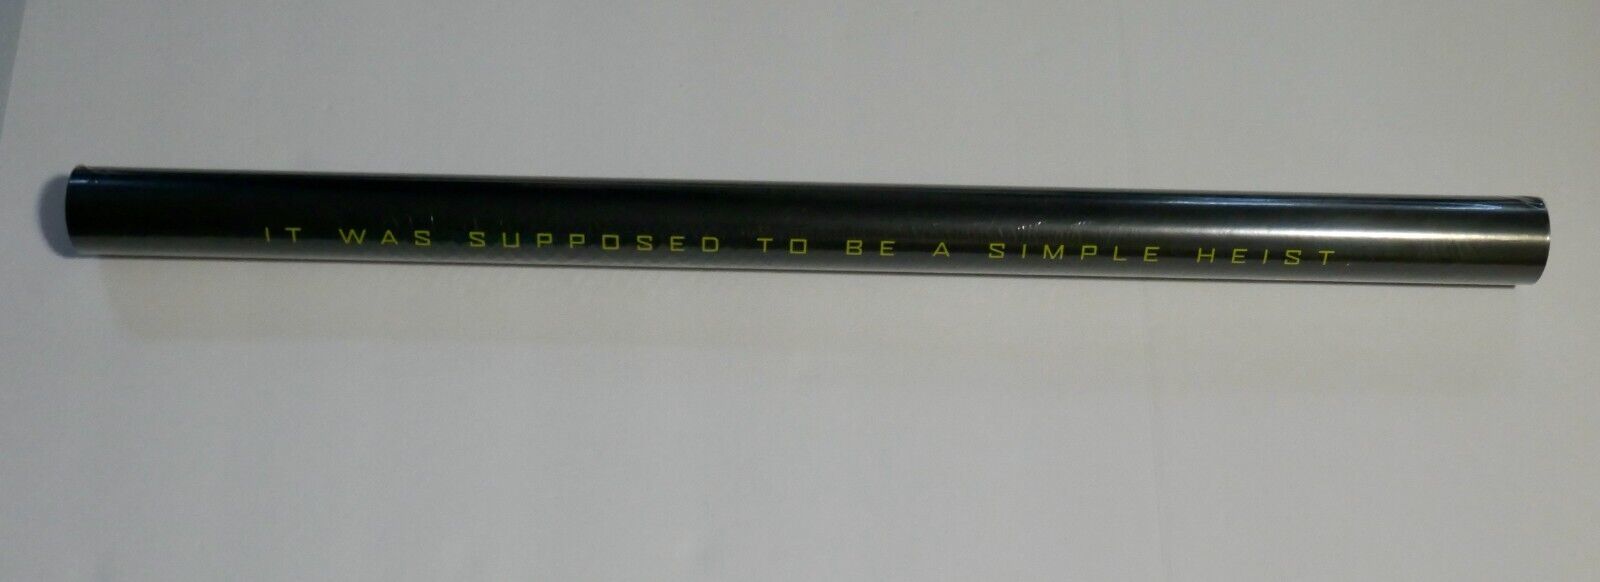 IT WAS SUPPOSED TO BE A SIMPLE HEIST.